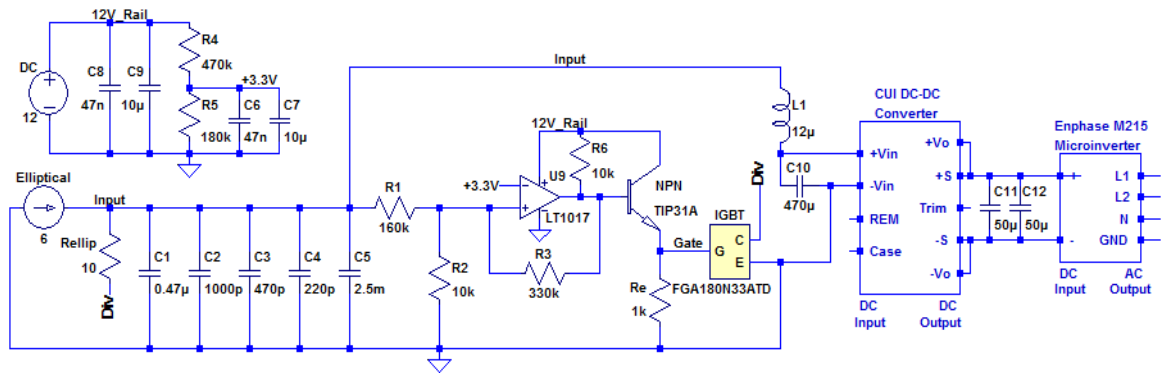 12V_Rail
DC
12
C8
47n
C9
10µ
R4
470k
+3.3V
R5
180k
C6
47n
C7
10µ
Elliptical
6
Input
Rellip
10
Div
C1
0.47µ
C2
1000p
C3
470p
C4
220p
C5
2.5m
R1
160k
R2
10k
+3.3V
12V_Rail
U9
LT1017
R3
330k
R6
10k
NPN
TIP31A
Gate
Re
1k
IGBT
G
C
E
FGA180N33ATD
Div
Input
L1
12µ
C10
470µ
CUI DC-DC
Converter
+Vin
-Vin
REM
Case
+Vo
+S
Trim
-S
-Vo
DC
Input
DC
Output
C11
50µ
C12
50µ
Enphase M215
Microinverter
+
-
L1
L2
N
GND
DC
Input
AC
Output